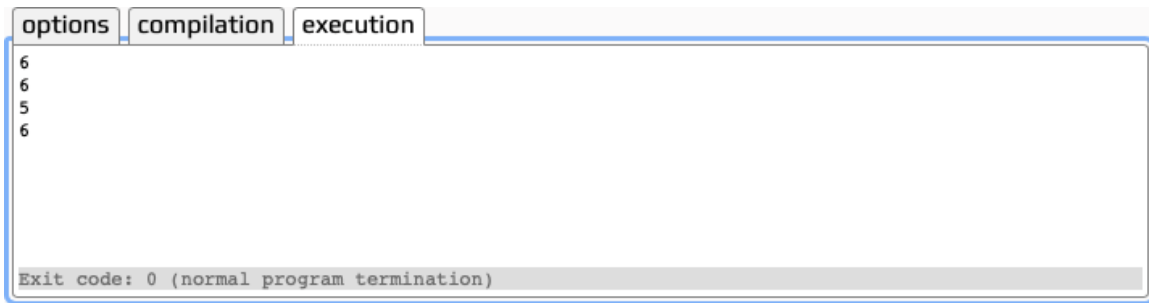 options compilation execution
6
6
5
6
Exit code: 0 (normal program termination)